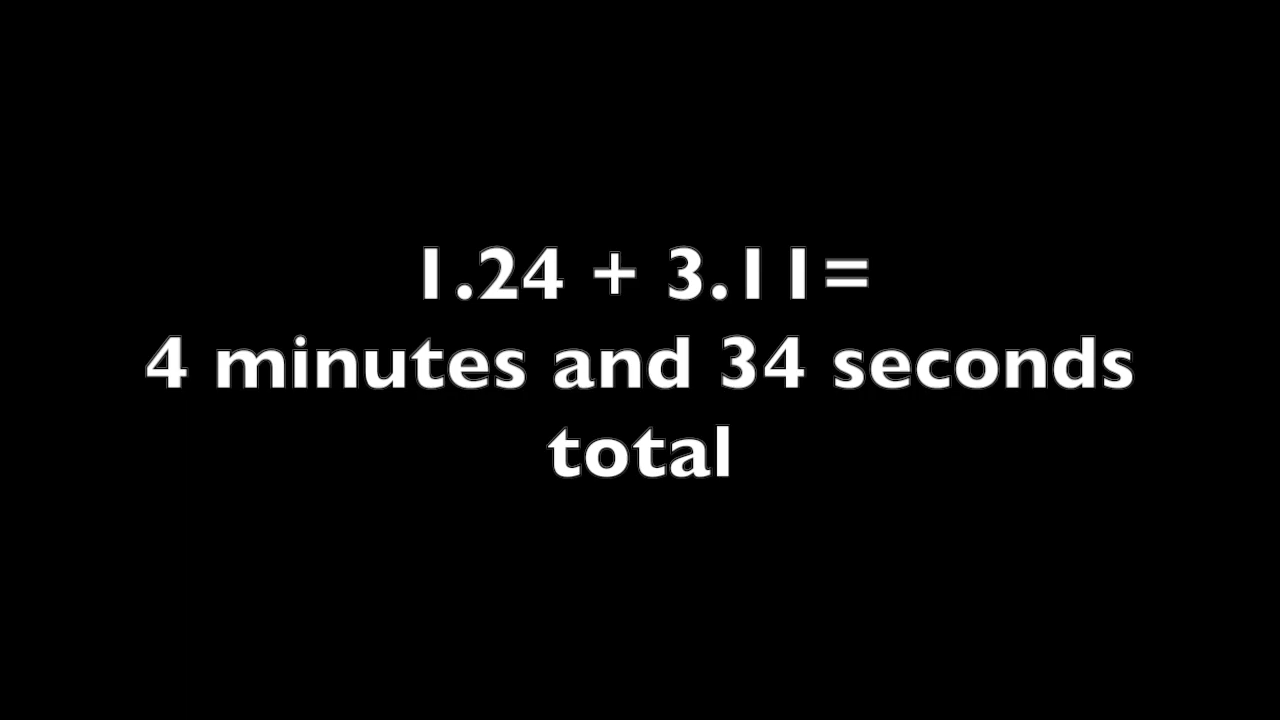 1.24 + 3.11=
4 minutes and 34 seconds
total